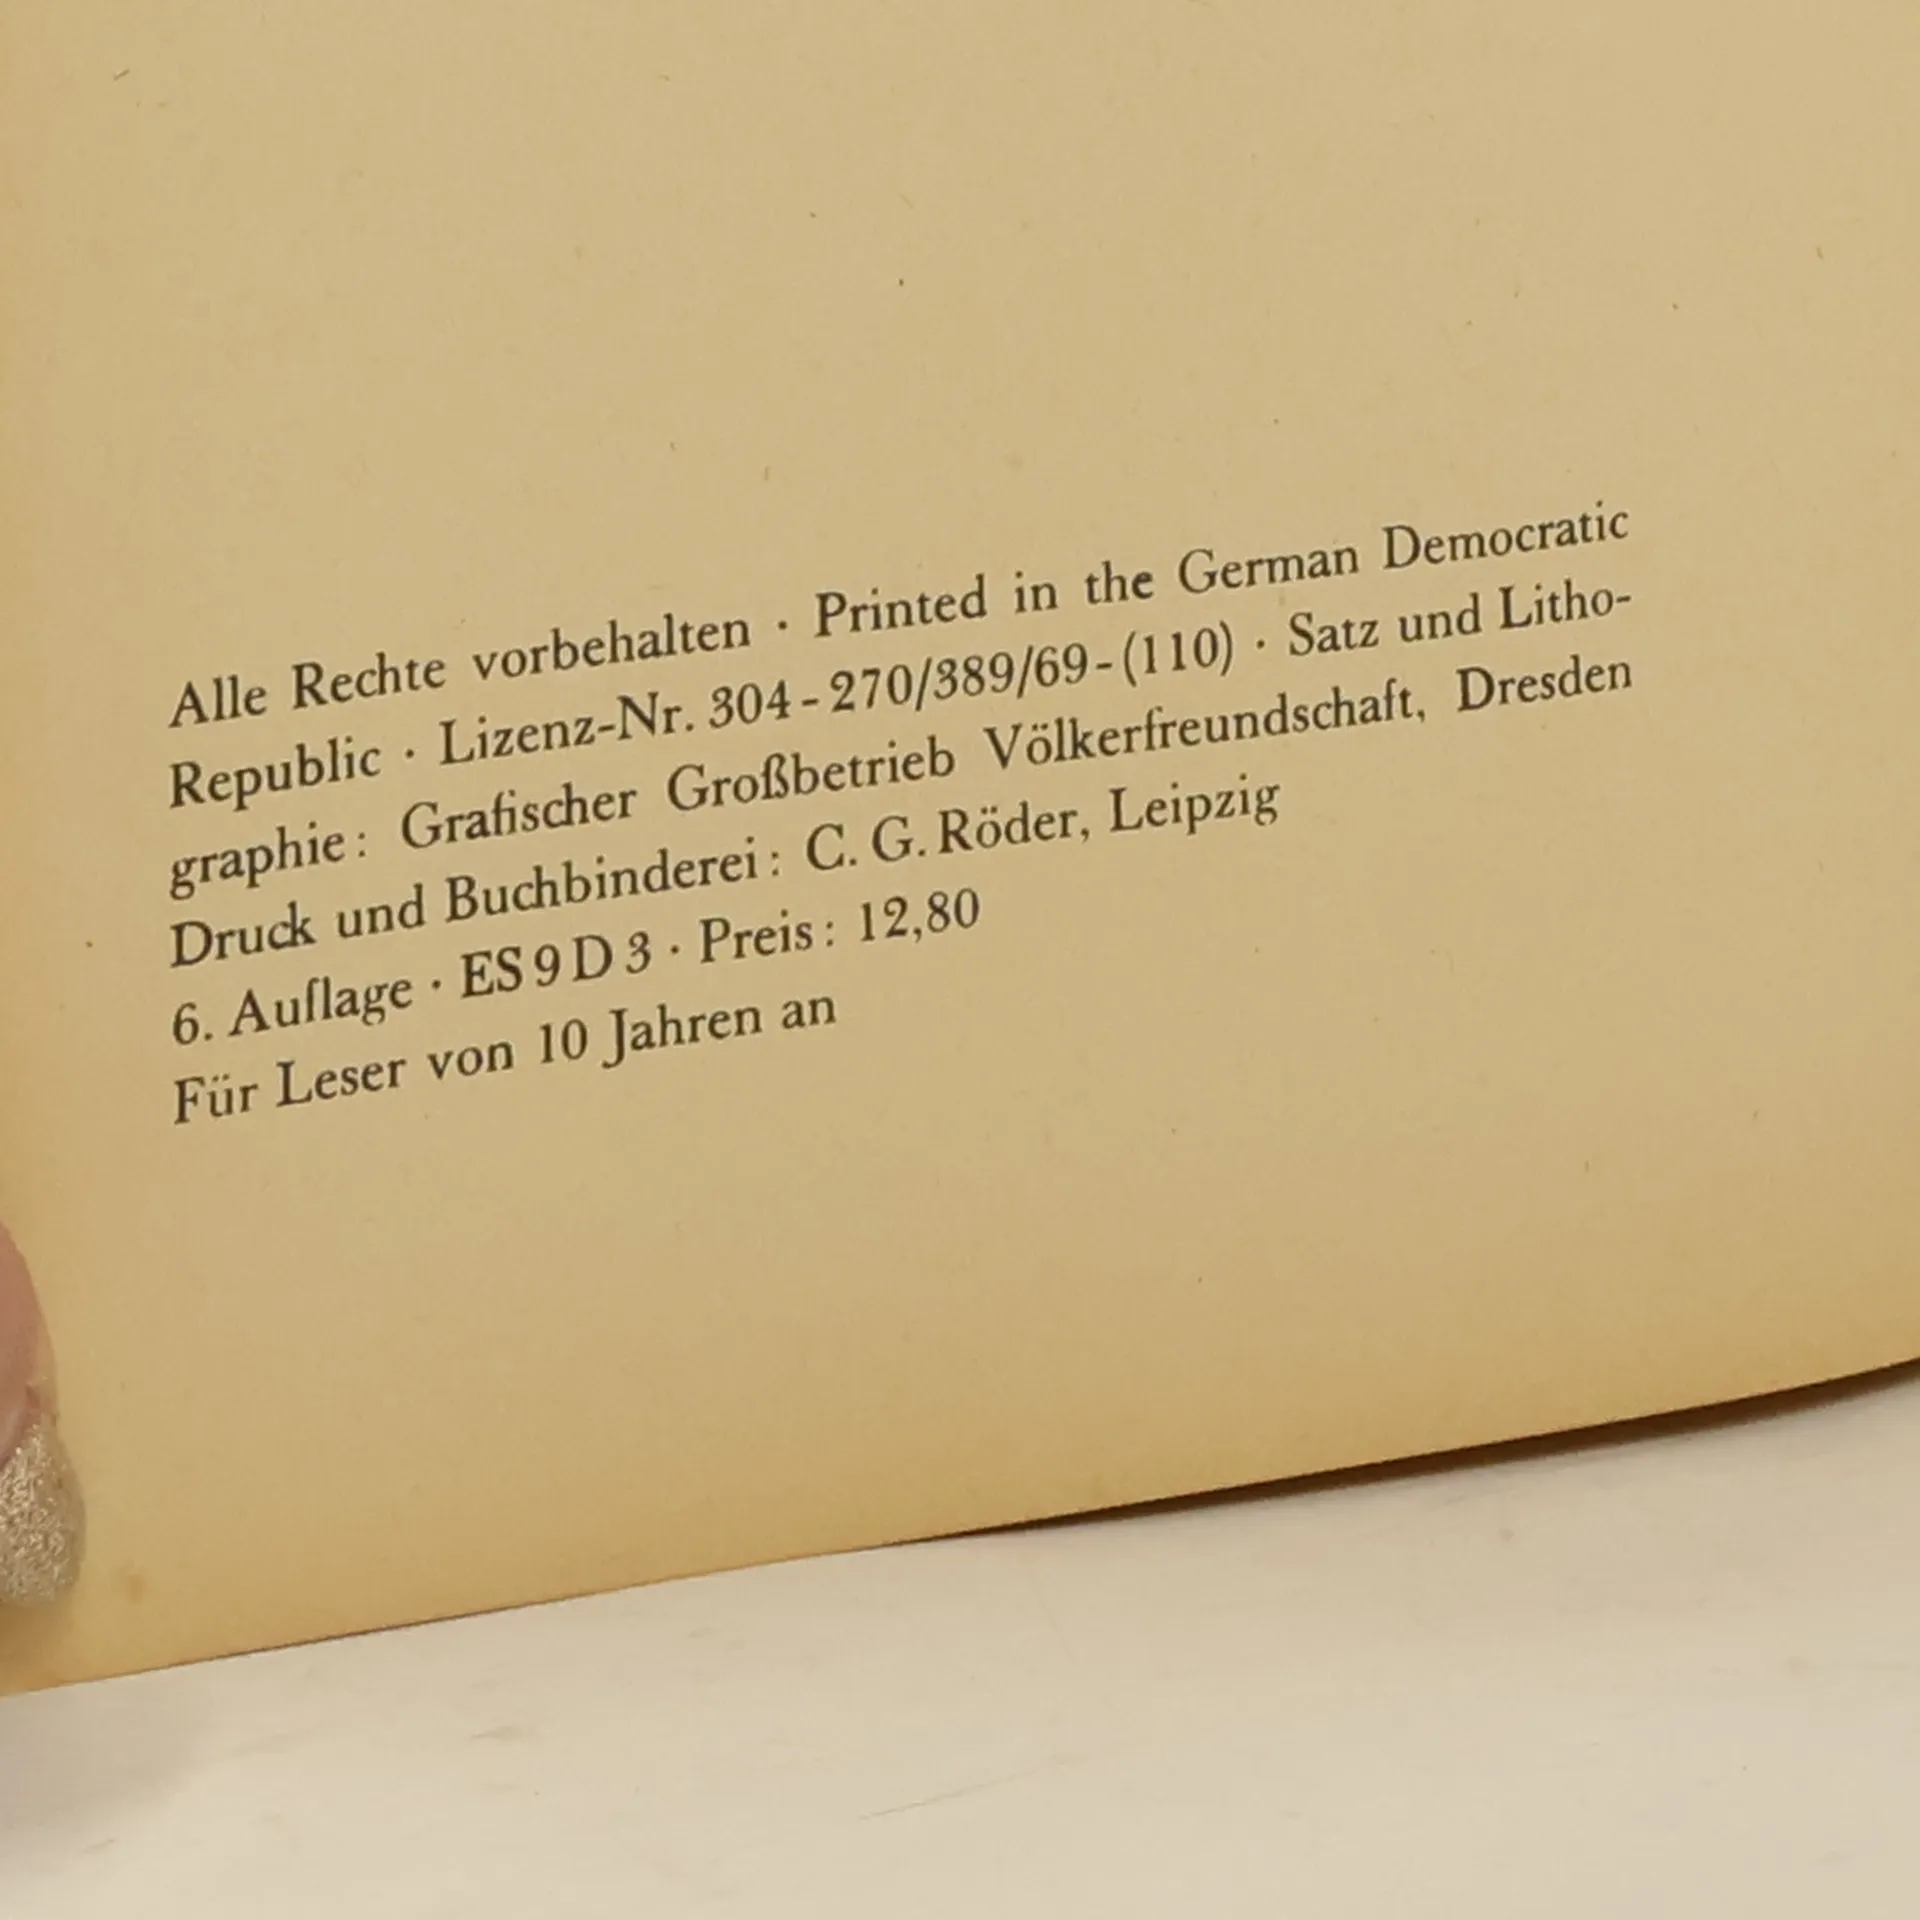 Alle Rechte vorbehalten · Printed in the German Democratic
Republic · Lizenz-Nr. 304-270/389/69-(110) · Satz und Litho-
graphie: Grafischer Großbetrieb Völkerfreundschaft, Dresden
Druck und Buchbinderei: C. G. Röder, Leipzig
6. Auflage · ES 9 D 3 · Preis: 12,80
Für Leser von 10 Jahren an